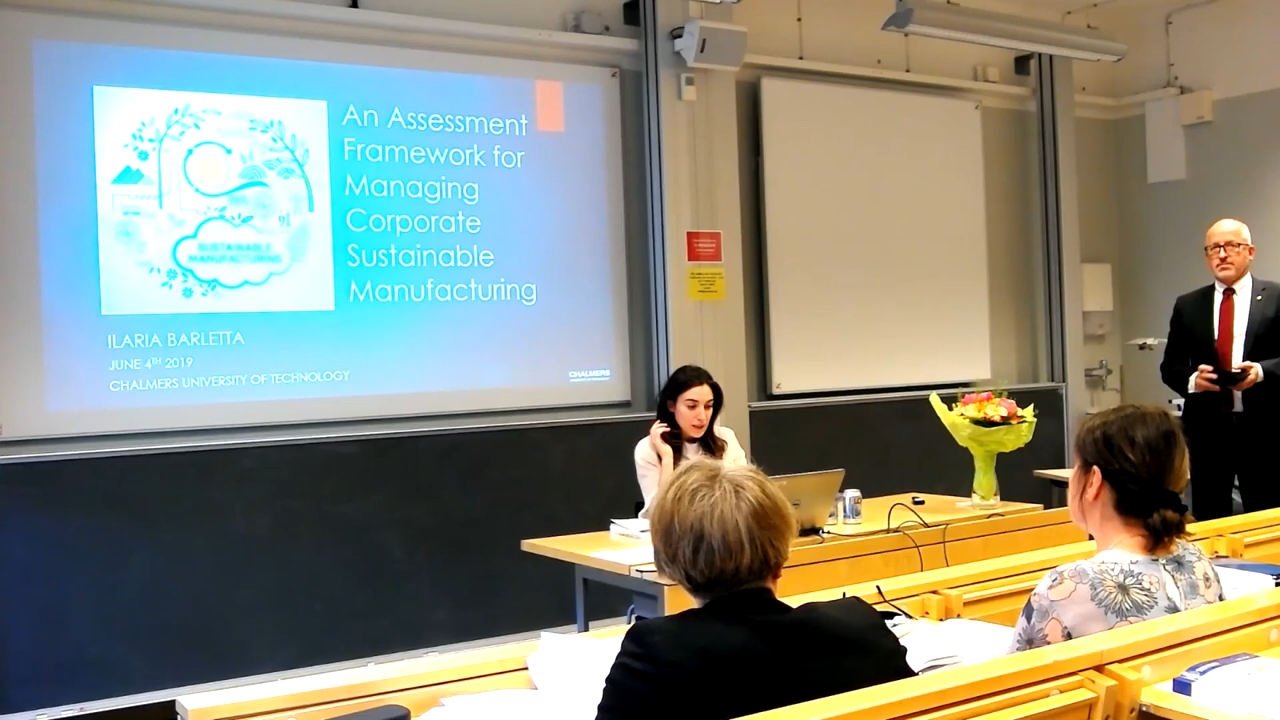 An Assessment
Framework for
Managing
Corporate
Sustainable
Manufacturing
SUSTAINABLE
MANUFACTURING
ILARIA BARLETTA
JUNE 4TH 2019
CHALMERS UNIVERSITY OF TECHNOLOGY
CHALMERS